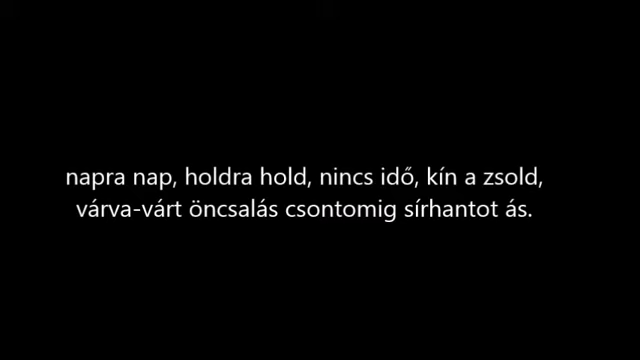 napra nap, holdra hold, nincs idő, kín a zsold,
várva-várt öncsalás csontomig sírhantot ás.